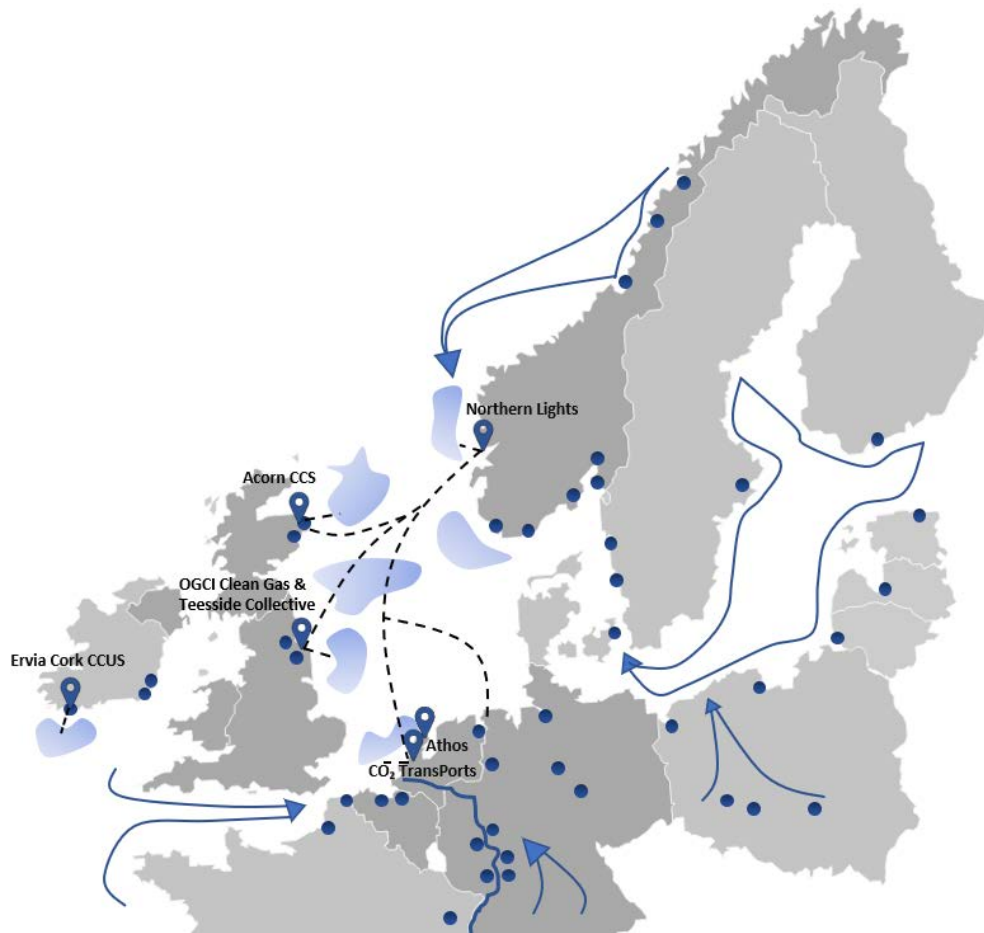 Northern Lights
Acorn CCS
OGCI Clean Gas &
Teesside Collective
Ervia Cork CCUS
Athos
CO₂ TransPorts